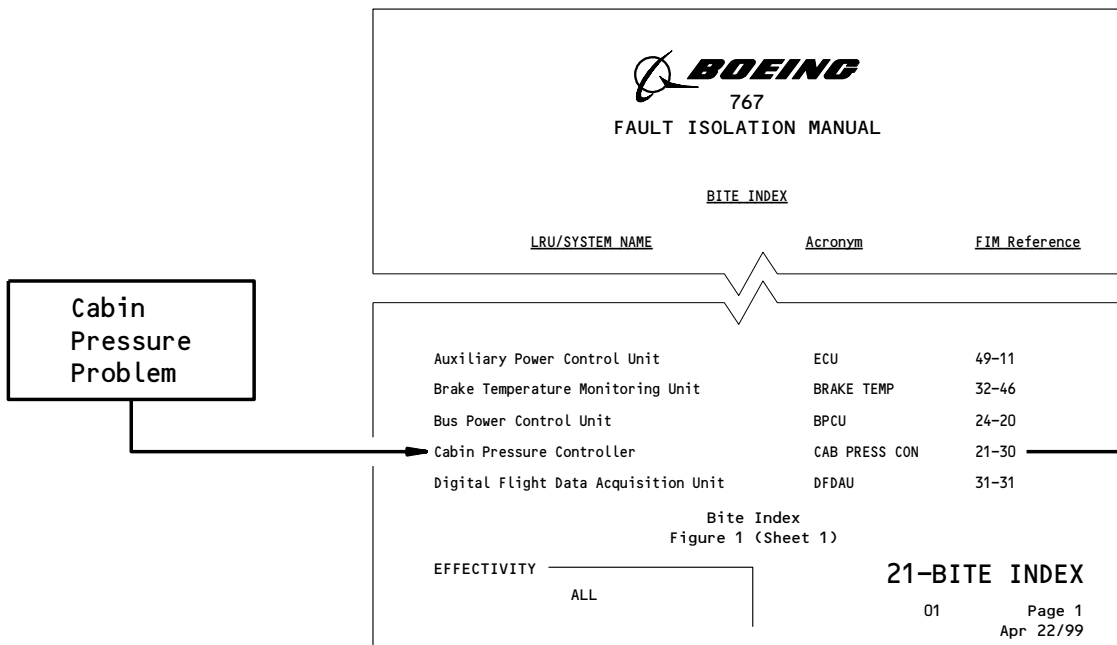 BOEING
767
FAULT ISOLATION MANUAL
BITE INDEX
LRU/SYSTEM NAME Acronym FIM Reference
Cabin
Pressure
Problem
Auxiliary Power Control Unit ECU 49-11
Brake Temperature Monitoring Unit BRAKE TEMP 32-46
Bus Power Control Unit BPCU 24-20
Cabin Pressure Controller CAB PRESS CON 21-30
Digital Flight Data Acquisition Unit DFDAU 31-31
Bite Index
Figure 1 (Sheet 1)
EFFECTIVITY
ALL
21-BITE INDEX
01 Page 1
Apr 22/99